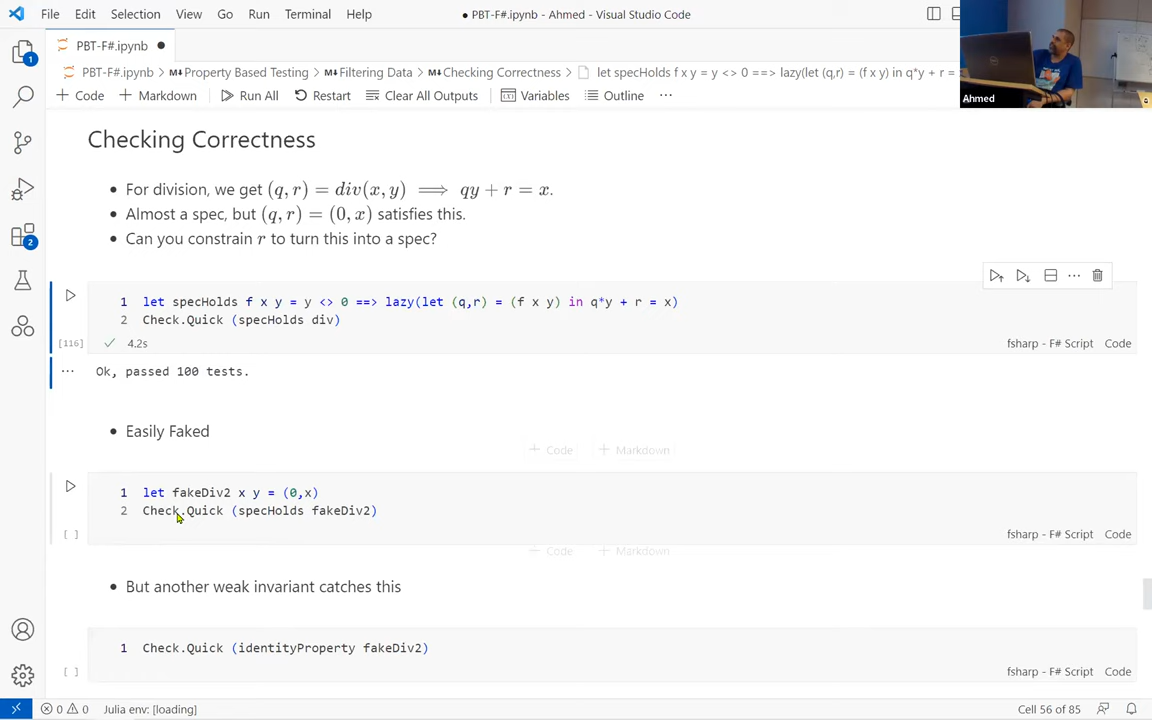 File Edit Selection View Go Run Terminal Help
● PBT-F#.ipynb - Ahmed - Visual Studio Code
PBT-F#.ipynb ●
PBT-F#.ipynb > M↓Property Based Testing > M↓Filtering Data > M↓Checking Correctness > let specHolds f x y = y <> 0 ==> lazy(let (q,r) = (f x y) in q*y + r =
+ Code + Markdown Run All Restart Clear All Outputs Variables Outline ...
Ahmed
Checking Correctness
• For division, we get (q, r) = div(x, y) ⟹ qy + r = x.
• Almost a spec, but (q, r) = (0, x) satisfies this.
• Can you constrain r to turn this into a spec?
1 let specHolds f x y = y <> 0 ==> lazy(let (q,r) = (f x y) in q*y + r = x)
2 Check.Quick (specHolds div)
[116] ✓ 4.2s fsharp - F# Script Code
... Ok, passed 100 tests.
• Easily Faked
+ Code + Markdown
1 let fakeDiv2 x y = (0,x)
2 Check.Quick (specHolds fakeDiv2)
[ ] fsharp - F# Script Code
+ Code + Markdown
• But another weak invariant catches this
1 Check.Quick (identityProperty fakeDiv2)
[ ] fsharp - F# Script Code
1
2
0 0 Julia env: [loading] Cell 56 of 85